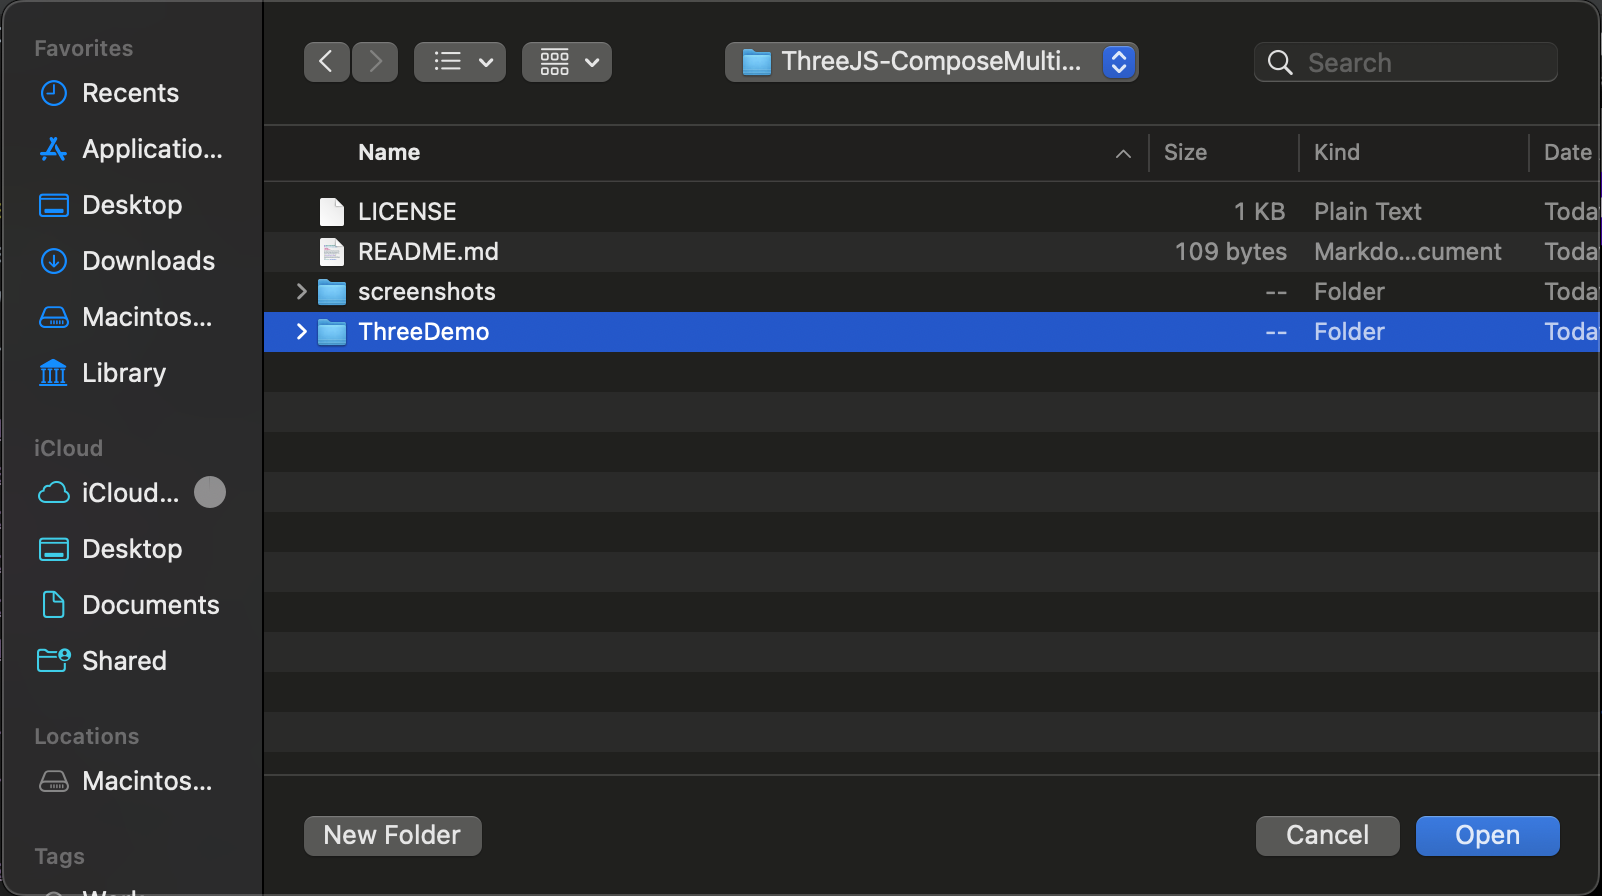 Favorites
Recents
Applicatio...
Desktop
Downloads
Macintos...
Library
iCloud
iCloud...
Desktop
Documents
Shared
Locations
Macintos...
Tags
ThreeJS-ComposeMulti...
Search
Name Size Kind Date
LICENSE 1 KB Plain Text Toda
README.md 109 bytes Markdo...cument Toda
screenshots -- Folder Toda
ThreeDemo -- Folder Toda
New Folder Cancel Open